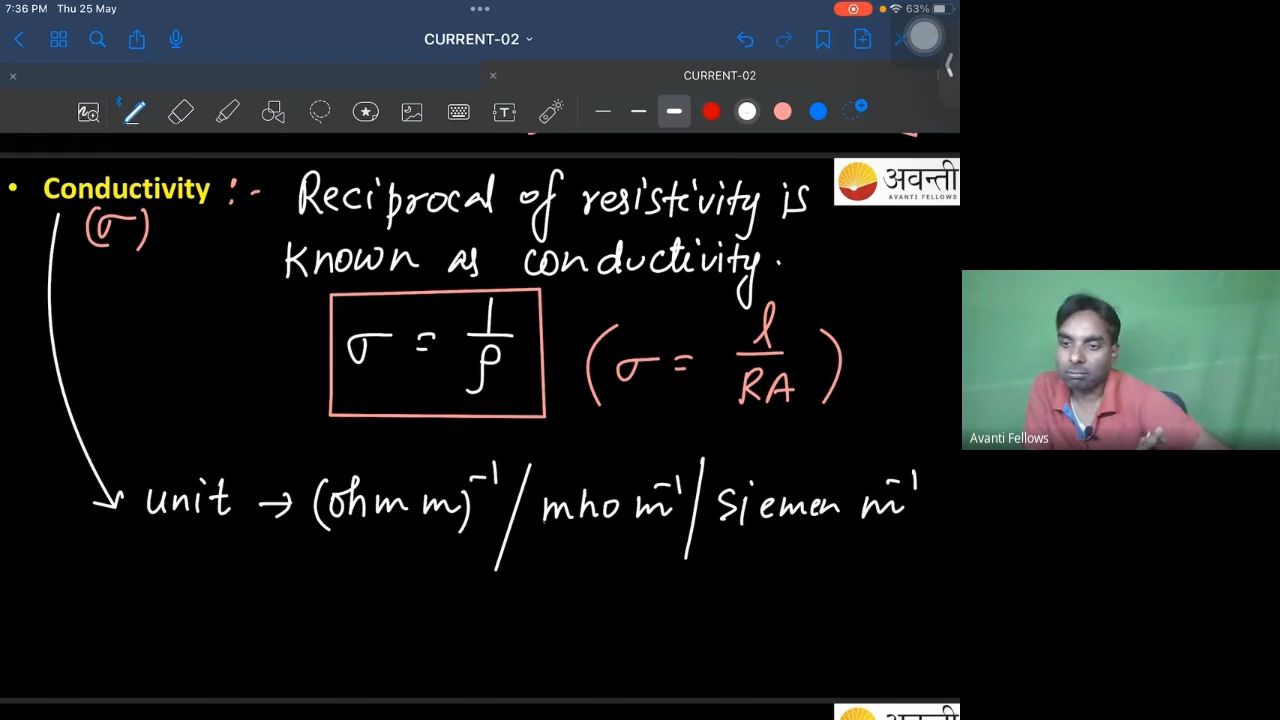 7:36 PM Thu 25 May
63%
CURRENT-02
CURRENT-02
• Conductivity :- Reciprocal of resistivity is
(σ)
known as conductivity.
σ = 1/ρ (σ = l/RA)
unit → (ohm m)⁻¹ / mho m⁻¹ / siemen m⁻¹
अवन्ती
AVANTI FELLOWS
Avanti Fellows